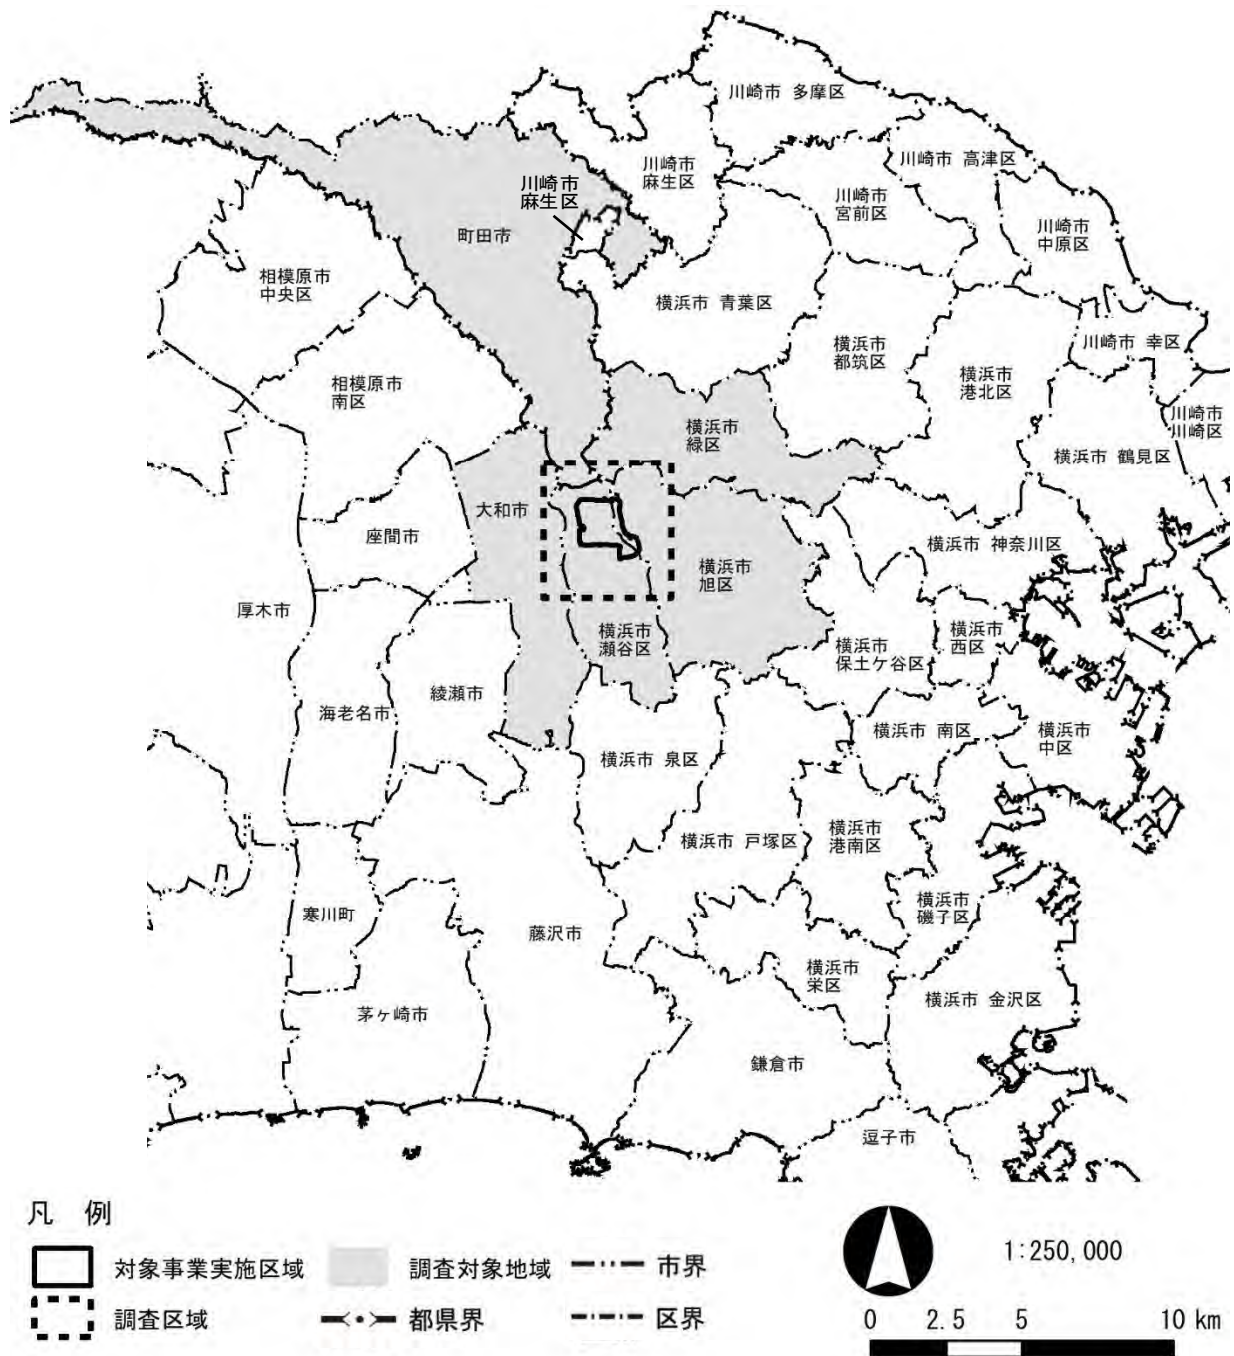 川崎市 多摩区
川崎市 高津区
川崎市
麻生区
川崎市
麻生区
川崎市
宮前区
川崎市
中原区
町田市
相模原市
中央区
横浜市 青葉区
川崎市 幸区
横浜市
都筑区
横浜市
港北区
相模原市
南区
川崎市
川崎区
横浜市
緑区
横浜市 鶴見区
大和市
座間市
横浜市 神奈川区
横浜市
旭区
厚木市
横浜市
瀬谷区
横浜市
保土ケ谷区
横浜市
西区
綾瀬市
海老名市
横浜市 南区
横浜市
中区
横浜市 泉区
横浜市 戸塚区
横浜市
港南区
寒川町
藤沢市
横浜市
磯子区
横浜市
栄区
横浜市 金沢区
茅ヶ崎市
鎌倉市
逗子市
凡 例
対象事業実施区域
調査対象地域
市界
調査区域
都県界
区界
1:250,000
0 2.5 5 10 km